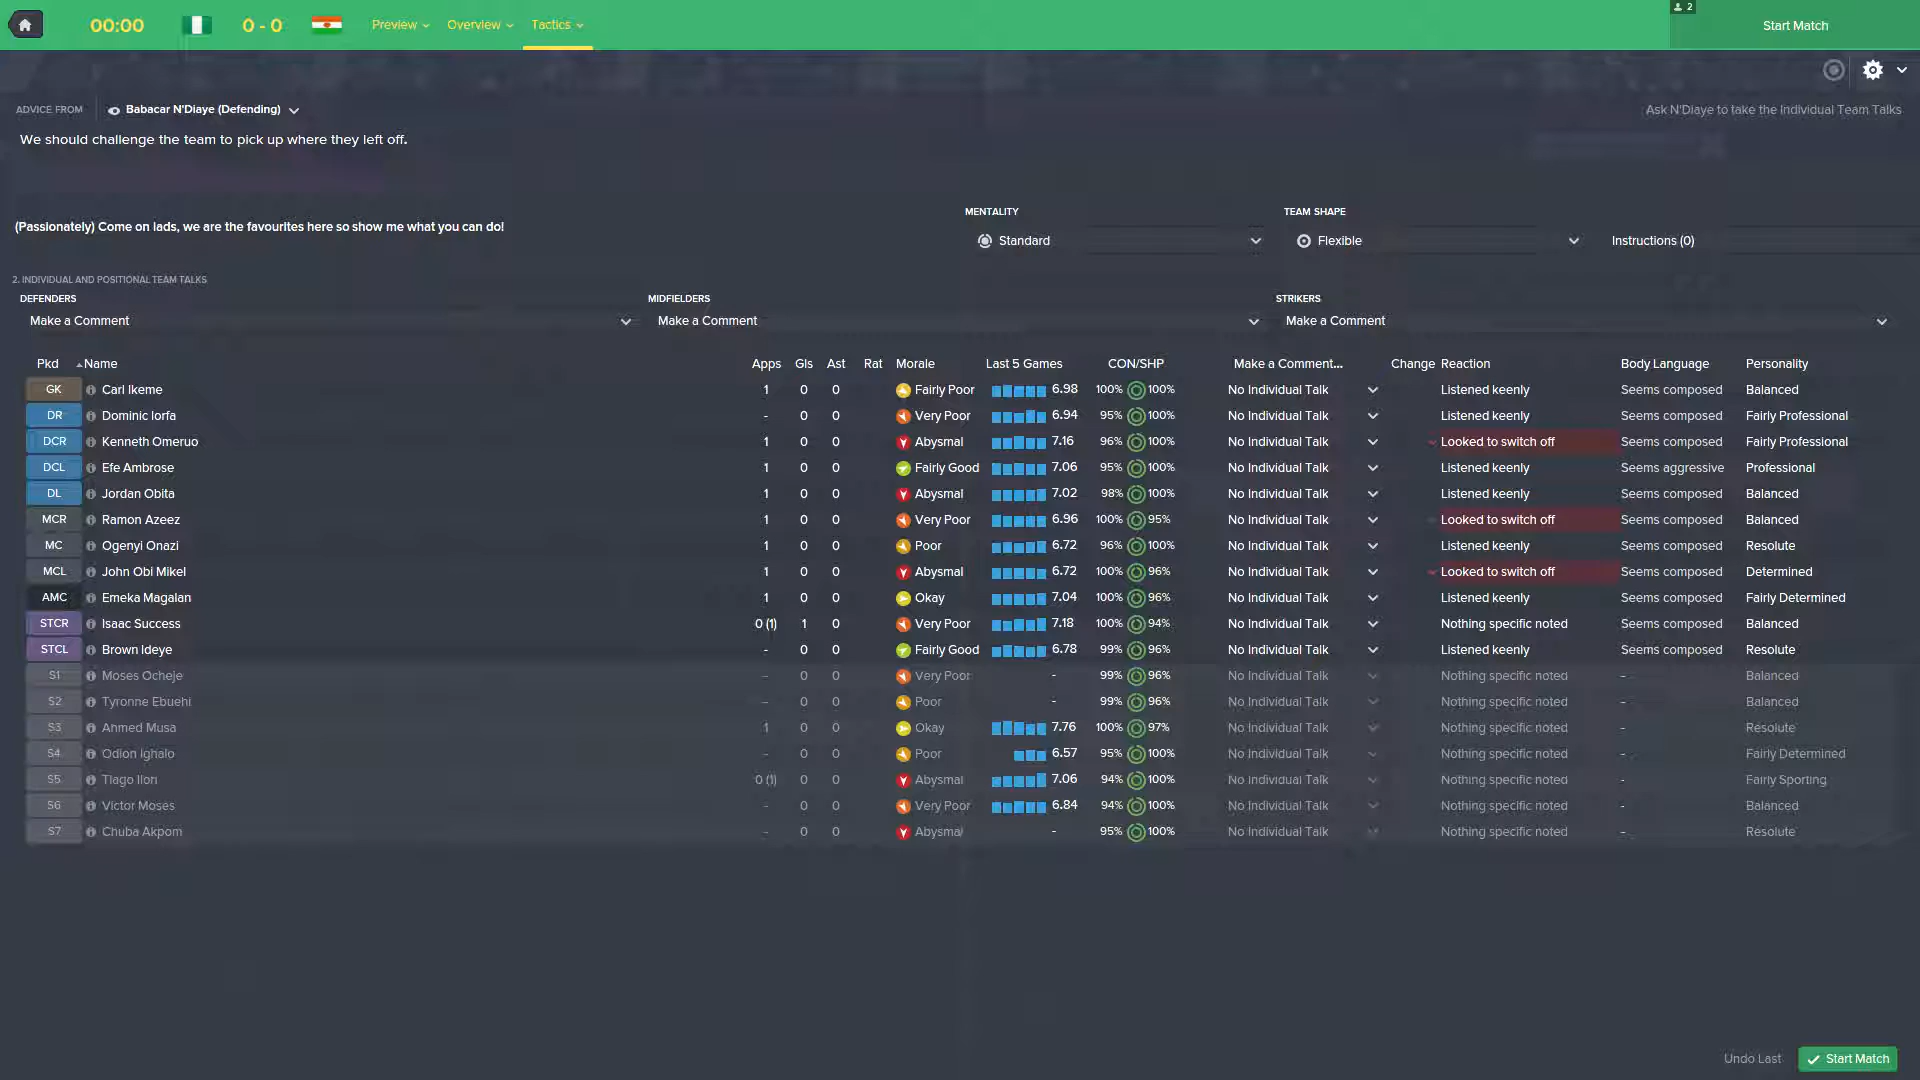 00:00 0 - 0 Preview Overview Tactics 2 Start Match
ADVICE FROM Babacar N'Diaye (Defending) Ask N'Diaye to take the Individual Team Talks
We should challenge the team to pick up where they left off.
MENTALITY TEAM SHAPE
(Passionately) Come on lads, we are the favourites here so show me what you can do! Standard Flexible Instructions (0)
2. INDIVIDUAL AND POSITIONAL TEAM TALKS
DEFENDERS MIDFIELDERS STRIKERS
Make a Comment Make a Comment Make a Comment
Pkd Name Apps Gls Ast Rat Morale Last 5 Games CON/SHP Make a Comment... Change Reaction Body Language Personality
GK Carl Ikeme 1 0 0 Fairly Poor 6.98 100% 100% No Individual Talk Listened keenly Seems composed Balanced
DR Dominic Iorfa - 0 0 Very Poor 6.94 95% 100% No Individual Talk Listened keenly Seems composed Fairly Professional
DCR Kenneth Omeruo 1 0 0 Abysmal 7.16 96% 100% No Individual Talk Looked to switch off Seems composed Fairly Professional
DCL Efe Ambrose 1 0 0 Fairly Good 7.06 95% 100% No Individual Talk Listened keenly Seems aggressive Professional
DL Jordan Obita 1 0 0 Abysmal 7.02 98% 100% No Individual Talk Listened keenly Seems composed Balanced
MCR Ramon Azeez 1 0 0 Very Poor 6.96 100% 95% No Individual Talk Looked to switch off Seems composed Balanced
MC Ogenyi Onazi 1 0 0 Poor 6.72 96% 100% No Individual Talk Listened keenly Seems composed Resolute
MCL John Obi Mikel 1 0 0 Abysmal 6.72 100% 96% No Individual Talk Looked to switch off Seems composed Determined
AMC Emeka Magalan 1 0 0 Okay 7.04 100% 96% No Individual Talk Listened keenly Seems composed Fairly Determined
STCR Isaac Success 0 (1) 1 0 Very Poor 7.18 100% 94% No Individual Talk Nothing specific noted Seems composed Balanced
STCL Brown Ideye - 0 0 Fairly Good 6.78 99% 96% No Individual Talk Listened keenly Seems composed Resolute
S1 Moses Ocheje - 0 0 Very Poor - 99% 96% No Individual Talk Nothing specific noted - Balanced
S2 Tyronne Ebuehi - 0 0 Poor - 99% 96% No Individual Talk Nothing specific noted - Balanced
S3 Ahmed Musa 1 0 0 Okay 7.76 100% 97% No Individual Talk Nothing specific noted - Resolute
S4 Odion Ighalo - 0 0 Poor 6.57 95% 100% No Individual Talk Nothing specific noted - Fairly Determined
S5 Tiago Ilori 0 (1) 0 0 Abysmal 7.06 94% 100% No Individual Talk Nothing specific noted - Fairly Sporting
S6 Victor Moses - 0 0 Very Poor 6.84 94% 100% No Individual Talk Nothing specific noted - Balanced
S7 Chuba Akpom - 0 0 Abysmal - 95% 100% No Individual Talk Nothing specific noted - Resolute
Undo Last Start Match